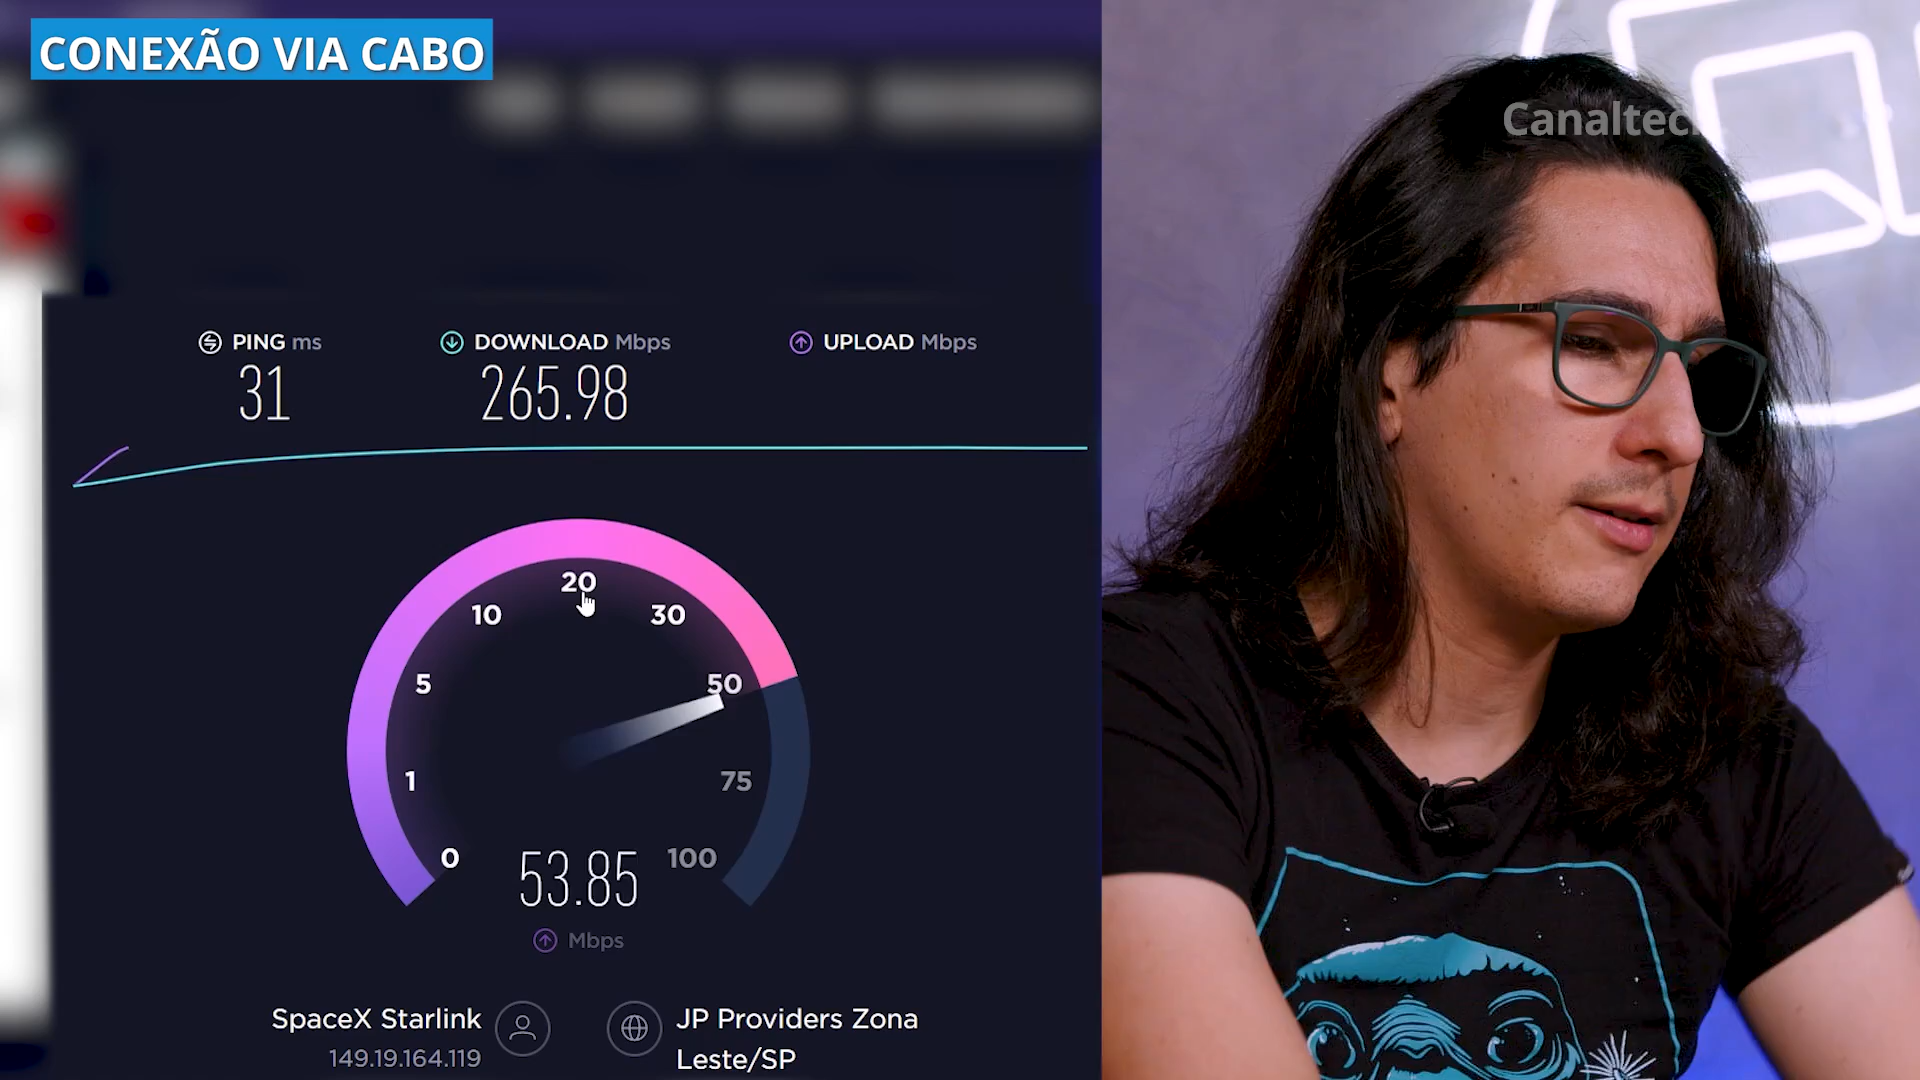 CONEXÃO VIA CABO
Canaltech
PING ms
DOWNLOAD Mbps
UPLOAD Mbps
31
265.98
20
10
30
5
50
1
75
0
100
53.85
Mbps
SpaceX Starlink
149.19.164.119
JP Providers Zona
Leste/SP